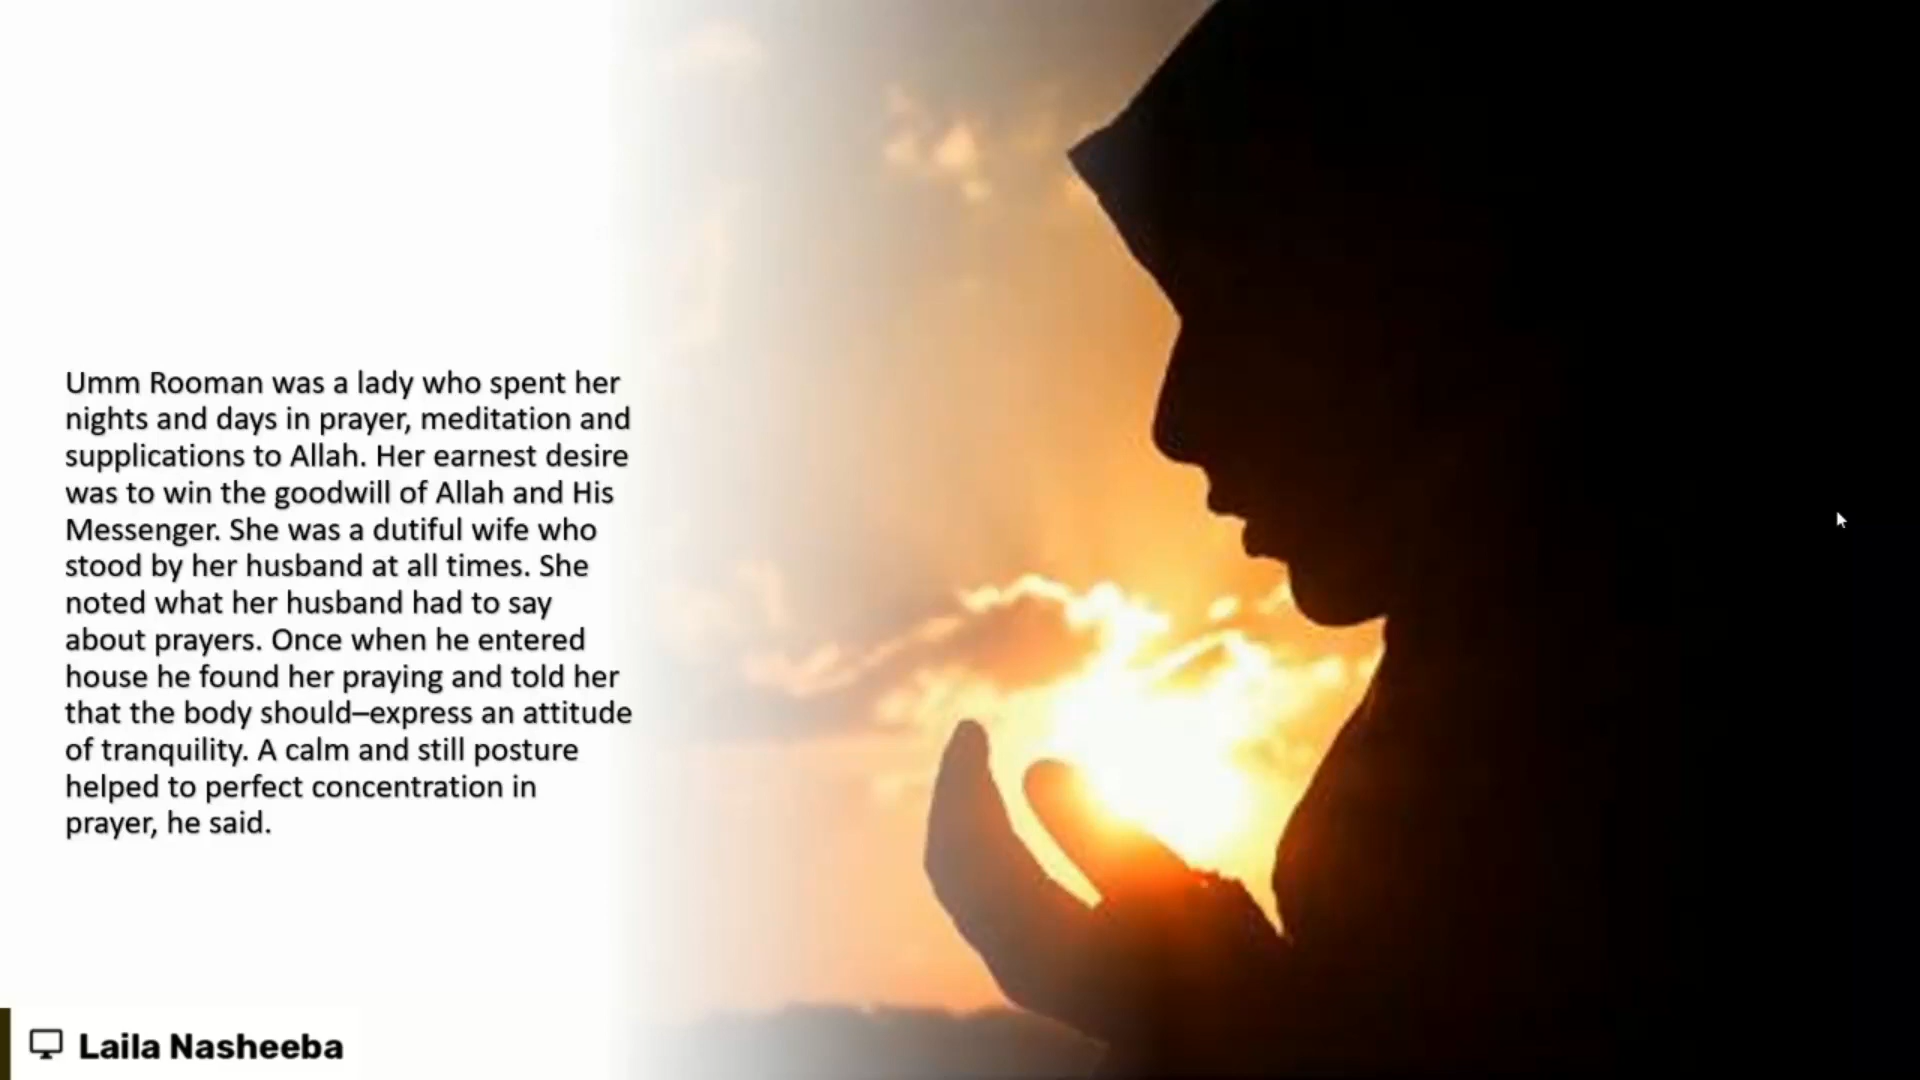 Umm Rooman was a lady who spent her
nights and days in prayer, meditation and
supplications to Allah. Her earnest desire
was to win the goodwill of Allah and His
Messenger. She was a dutiful wife who
stood by her husband at all times. She
noted what her husband had to say
about prayers. Once when he entered
house he found her praying and told her
that the body should–express an attitude
of tranquility. A calm and still posture
helped to perfect concentration in
prayer, he said.
Laila Nasheeba